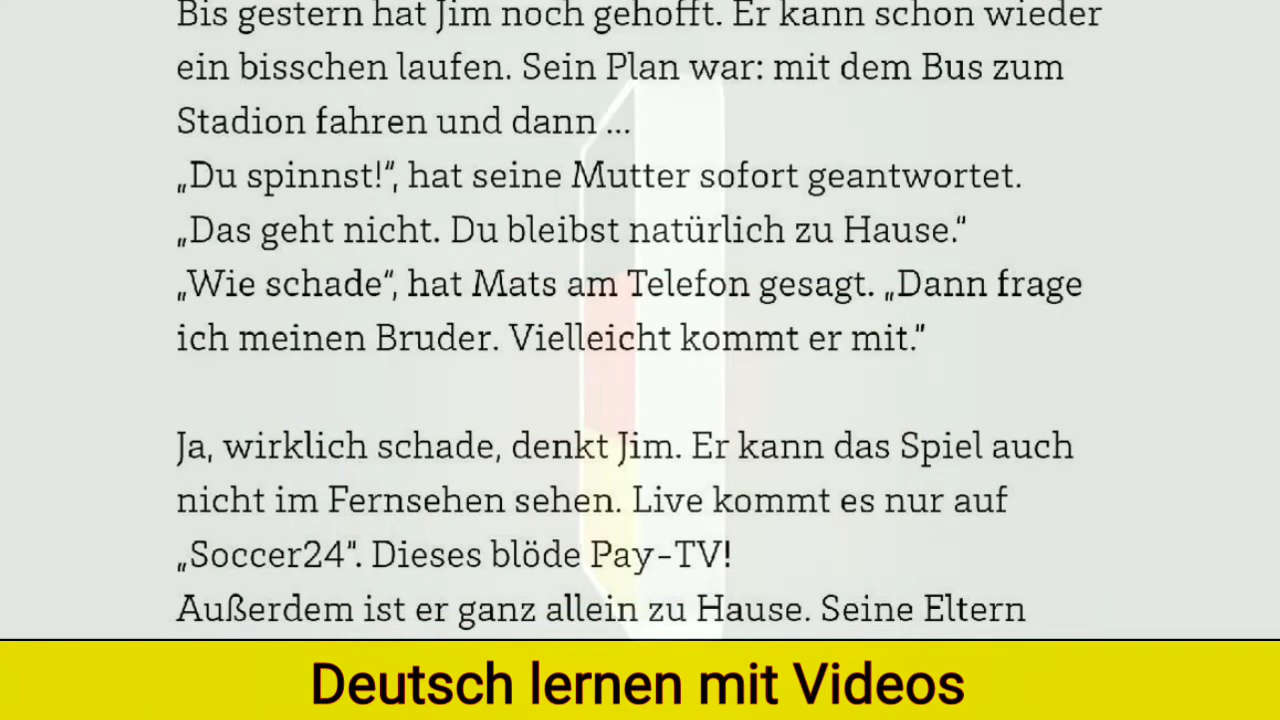 Bis gestern hat Jim noch gehofft. Er kann schon wieder
ein bisschen laufen. Sein Plan war: mit dem Bus zum
Stadion fahren und dann ...
„Du spinnst!“, hat seine Mutter sofort geantwortet.
„Das geht nicht. Du bleibst natürlich zu Hause.“
„Wie schade“, hat Mats am Telefon gesagt. „Dann frage
ich meinen Bruder. Vielleicht kommt er mit.“
Ja, wirklich schade, denkt Jim. Er kann das Spiel auch
nicht im Fernsehen sehen. Live kommt es nur auf
„Soccer24“. Dieses blöde Pay-TV!
Außerdem ist er ganz allein zu Hause. Seine Eltern
Deutsch lernen mit Videos